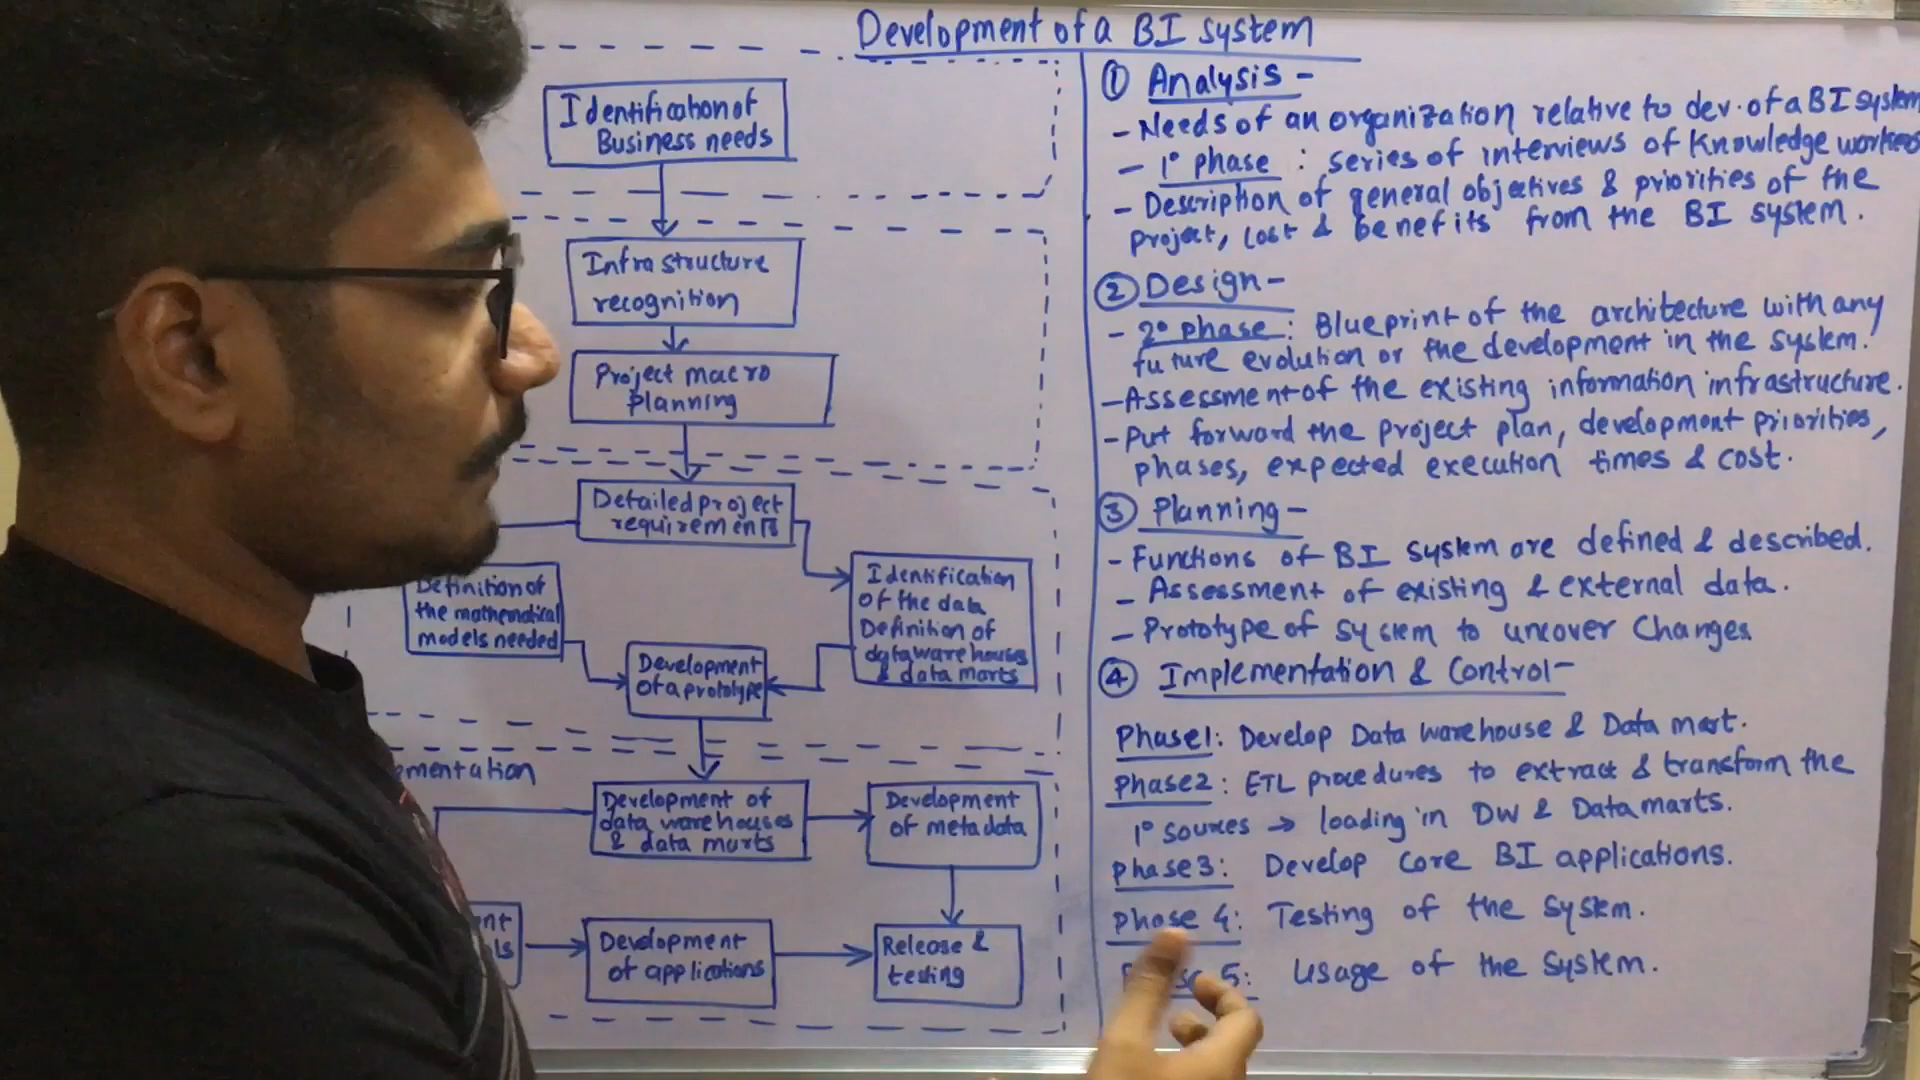 Development of a BI system
Identification of
Business needs
Infrastructure
recognition
Project macro
planning
Detailed project
requirements
Definition of
the mathematical
models needed
Identification
of the data
Definition of
datawarehouses
& data marts
Development
of a prototype
ementation
Development of
data warehouses
& data marts
Development
of metadata
Development
of applications
Release &
testing
① Analysis -
- Needs of an organization relative to dev. of a BI system
- 1° phase : series of interviews of knowledge workers
- Description of general objectives & priorities of the
project, cost & benefits from the BI system.
② Design -
- 2° phase : Blueprint of the architecture with any
future evolution or the development in the system.
- Assessment of the existing information infrastructure.
- Put forward the project plan, development priorities,
phases, expected execution times & cost.
③ Planning -
- Functions of BI system are defined & described.
- Assessment of existing & external data.
- Prototype of system to uncover changes
④ Implementation & Control -
Phase1: Develop Data warehouse & Data mart.
Phase2: ETL procedures to extract & transform the
1° sources → loading in DW & Data marts.
Phase3: Develop core BI applications.
Phase 4: Testing of the system.
5: Usage of the system.